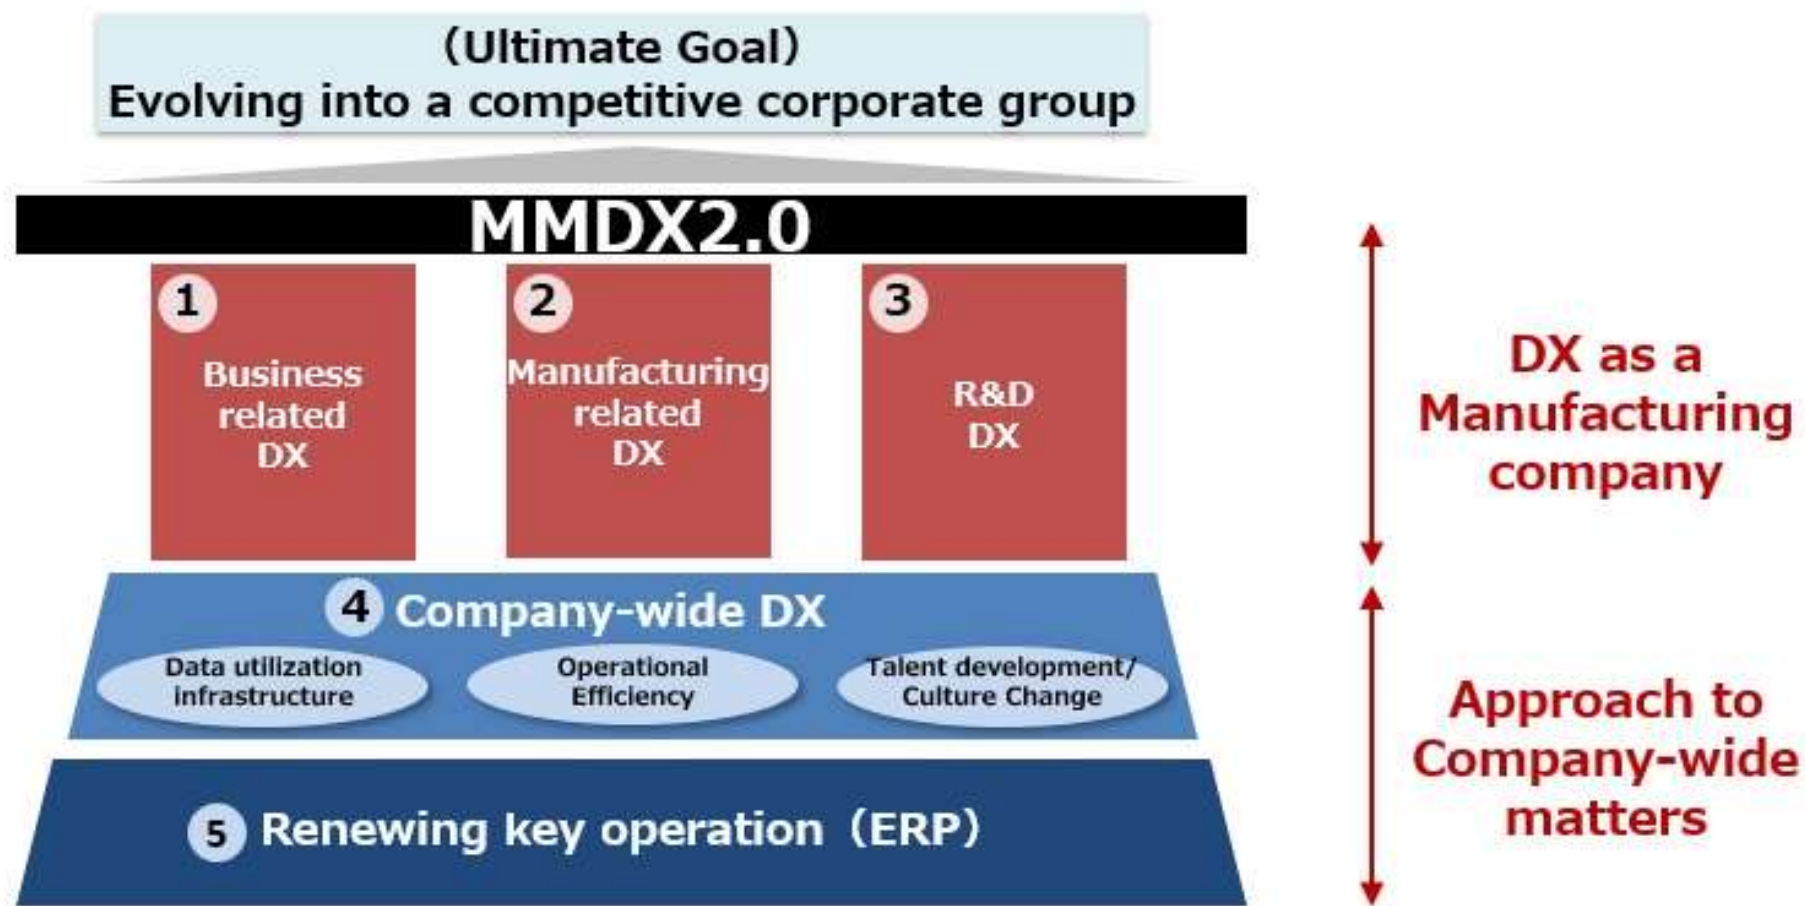 （Ultimate Goal）
Evolving into a competitive corporate group
MMDX2.0
1
Business
related
DX
2
Manufacturing
related
DX
3
R&D
DX
DX as a
Manufacturing
company
4 Company-wide DX
Data utilization
infrastructure
Operational
Efficiency
Talent development/
Culture Change
5 Renewing key operation（ERP）
Approach to
Company-wide
matters